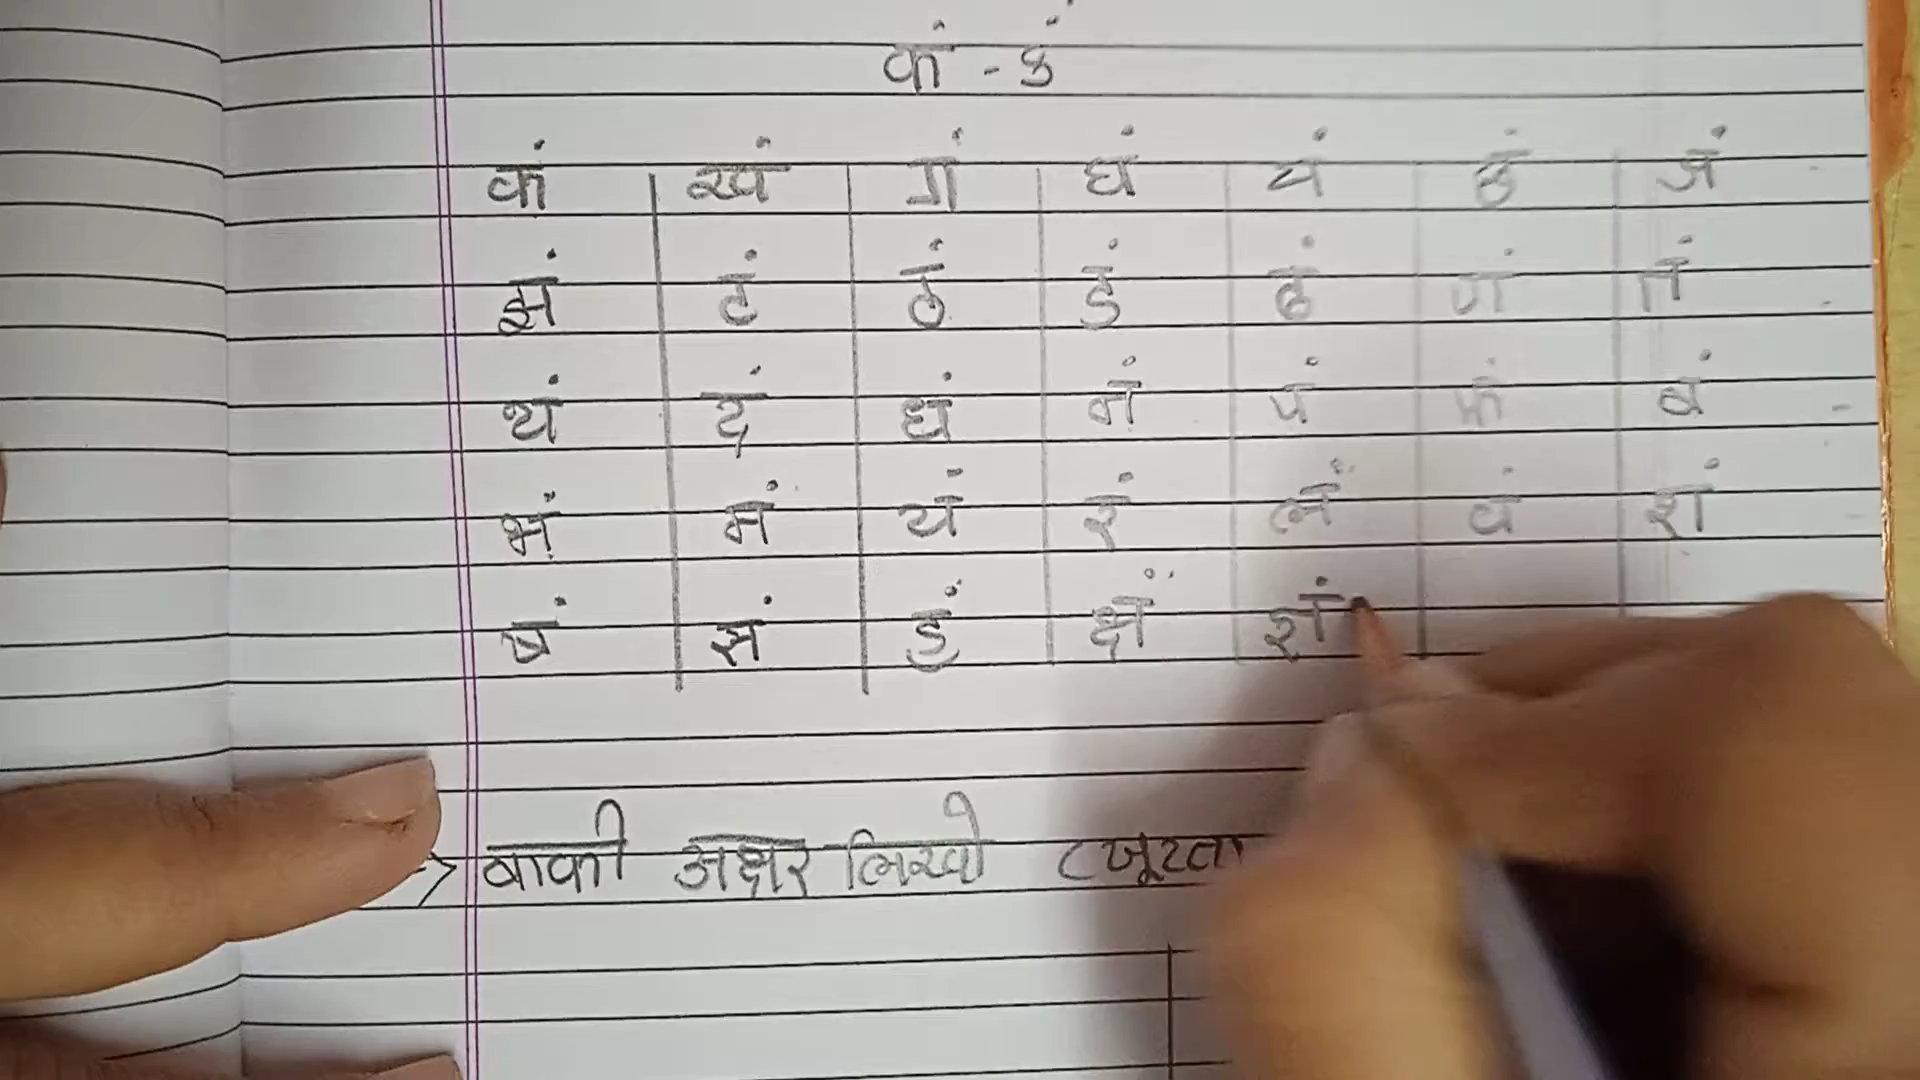 कं - कं
कं खं गं घं यं छं जं
झं टं ठं डं ढं णं तं
थं दं धं नं पं फं बं
भं मं यं रं लं वं शं
षं सं हं क्षं शं
बाकी अक्षर लिखो